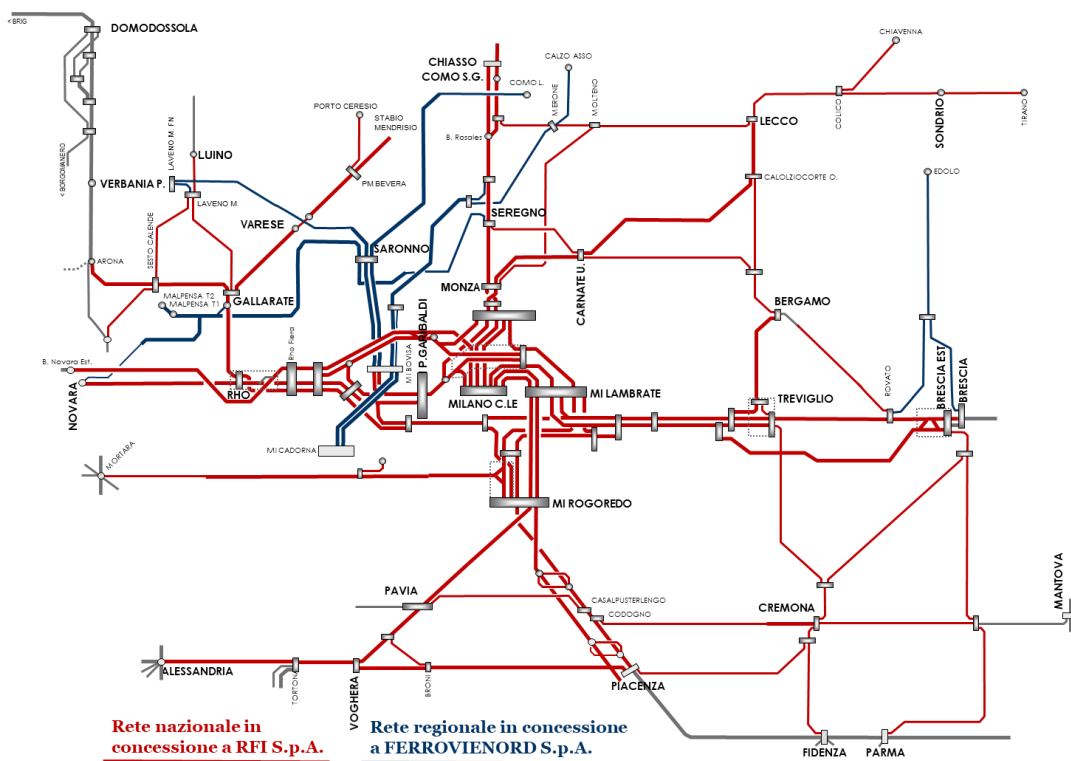 < BRIG
DOMODOSSOLA
CHIAVENNA
CALZO ASSO
CHIASSO
COMO S.G.
COMO L.
MERONE
MOLTENO
COLICO
SONDRIO
TIRANO
PORTO CERESIO
STABIO
MENDRISIO
LECCO
B. Rosales
LAVENO M. FN
LUINO
< BORGOMANERO
VERBANIA P.
PM BEVERA
CALOLZIOCORTE O.
EDOLO
LAVENO M.
SEREGNO
VARESE
SESTO CALENDE
SARONNO
ARONA
CARNATE U.
MONZA
MALPENSA T2
MALPENSA T1
GALLARATE
BERGAMO
P.GARIBALDI
Rho Fiera
B. Novara Est.
MI BOVISA
NOVARA
RHO
MILANO C.LE
MI LAMBRATE
TREVIGLIO
ROVATO
BRESCIA EST
BRESCIA
MI CADORNA
MORTARA
MI ROGOREDO
PAVIA
CASALPUSTERLENGO
CODOGNO
CREMONA
MANTOVA
ALESSANDRIA
TORTONA
VOGHERA
BRONI
PIACENZA
FIDENZA
PARMA
Rete nazionale in
concessione a RFI S.p.A.
Rete regionale in concessione
a FERROVIENORD S.p.A.